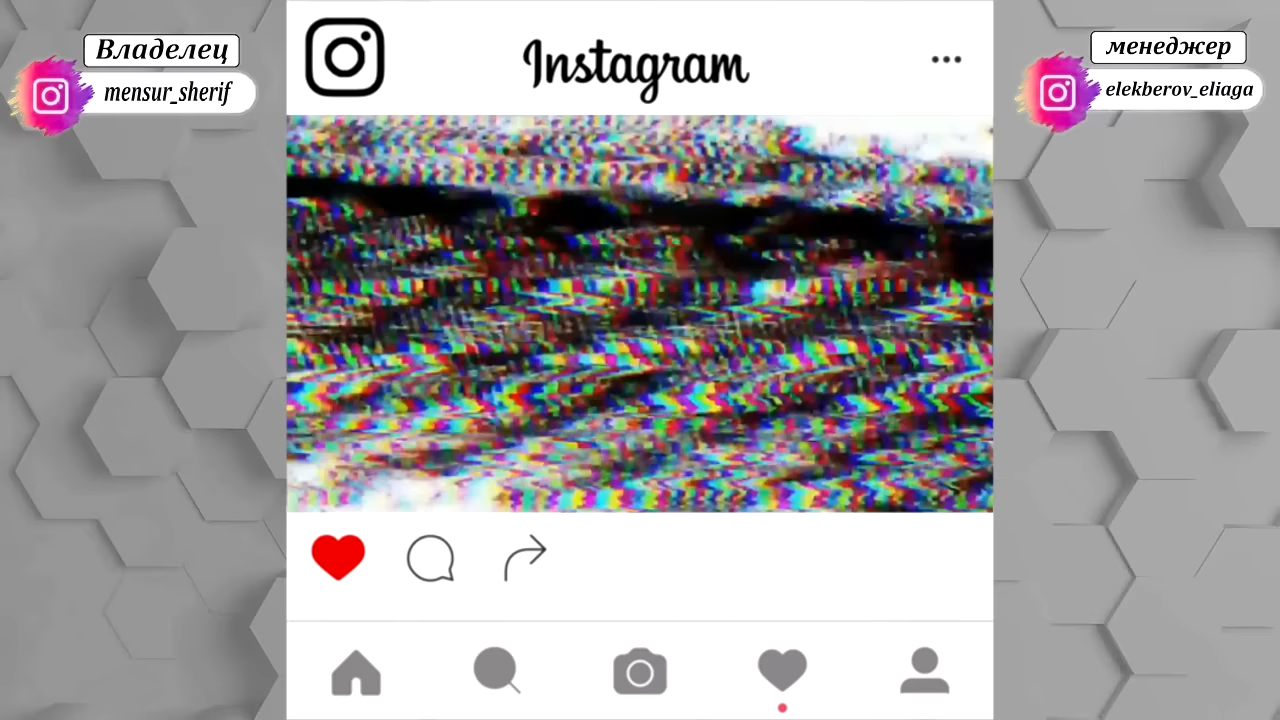 Владелец
mensur_sherif
Instagram
менеджер
elekberov_eliaga